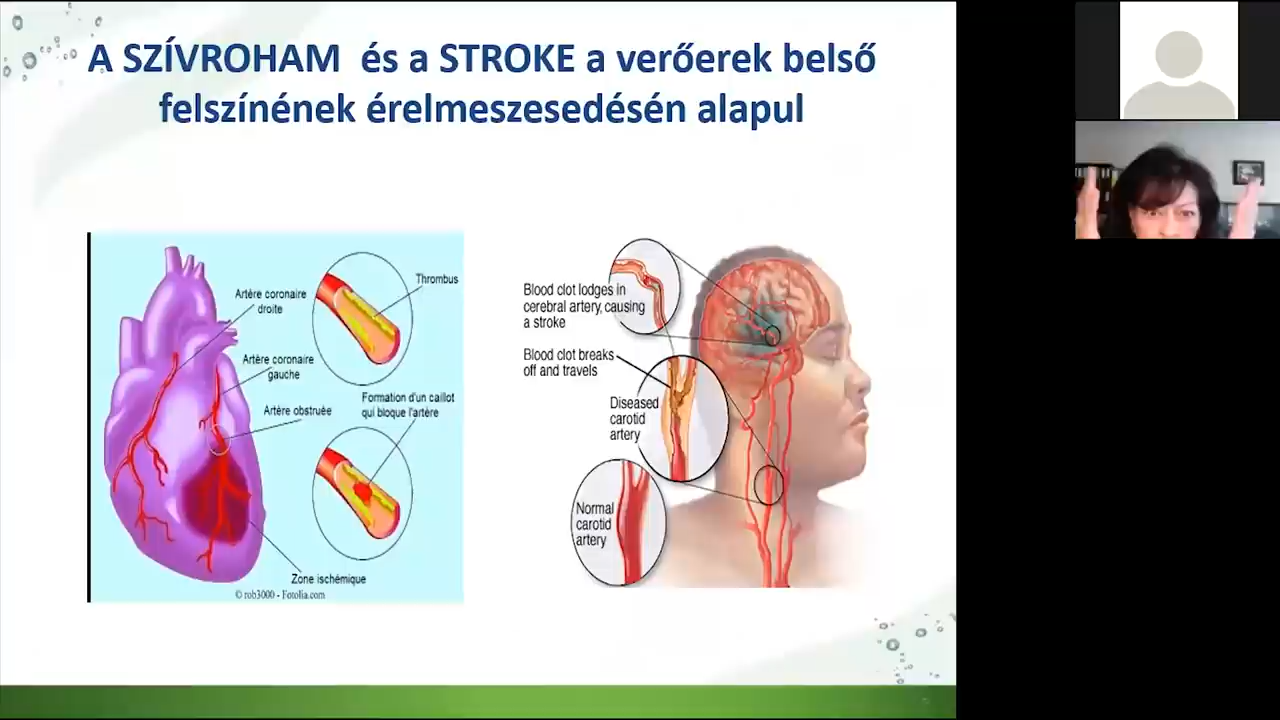 A SZÍVROHAM és a STROKE a verőerek belső
felszínének érelmeszesedésén alapul
Artère coronaire
droite
Thrombus
Artère coronaire
gauche
Artère obstruée
Formation d'un caillot
qui bloque l'artère
Zone ischémique
© rob3000 - Fotolia.com
Blood clot lodges in
cerebral artery, causing
a stroke
Blood clot breaks
off and travels
Diseased
carotid
artery
Normal
carotid
artery